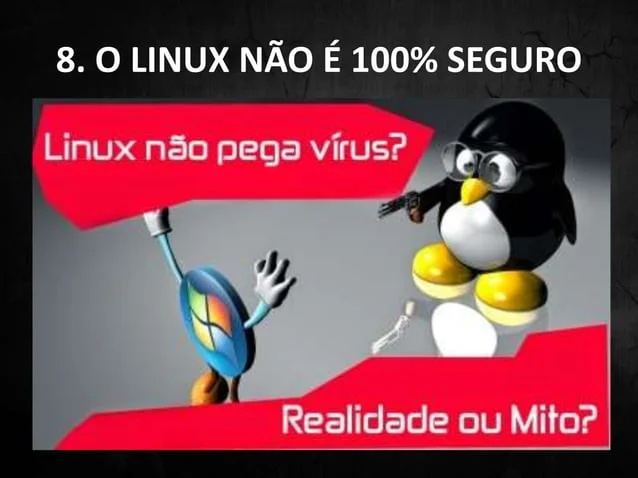 8. O LINUX NÃO É 100% SEGURO
Linux não pega vírus?
Realidade ou Mito?